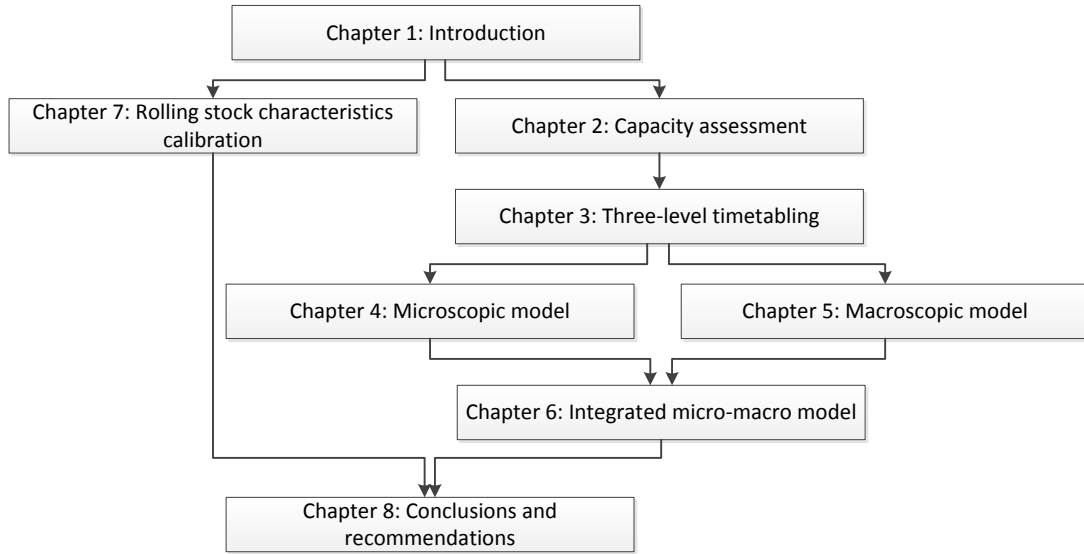 Chapter 1: Introduction
Chapter 7: Rolling stock characteristics
calibration
Chapter 2: Capacity assessment
Chapter 3: Three-level timetabling
Chapter 4: Microscopic model
Chapter 5: Macroscopic model
Chapter 6: Integrated micro-macro model
Chapter 8: Conclusions and
recommendations